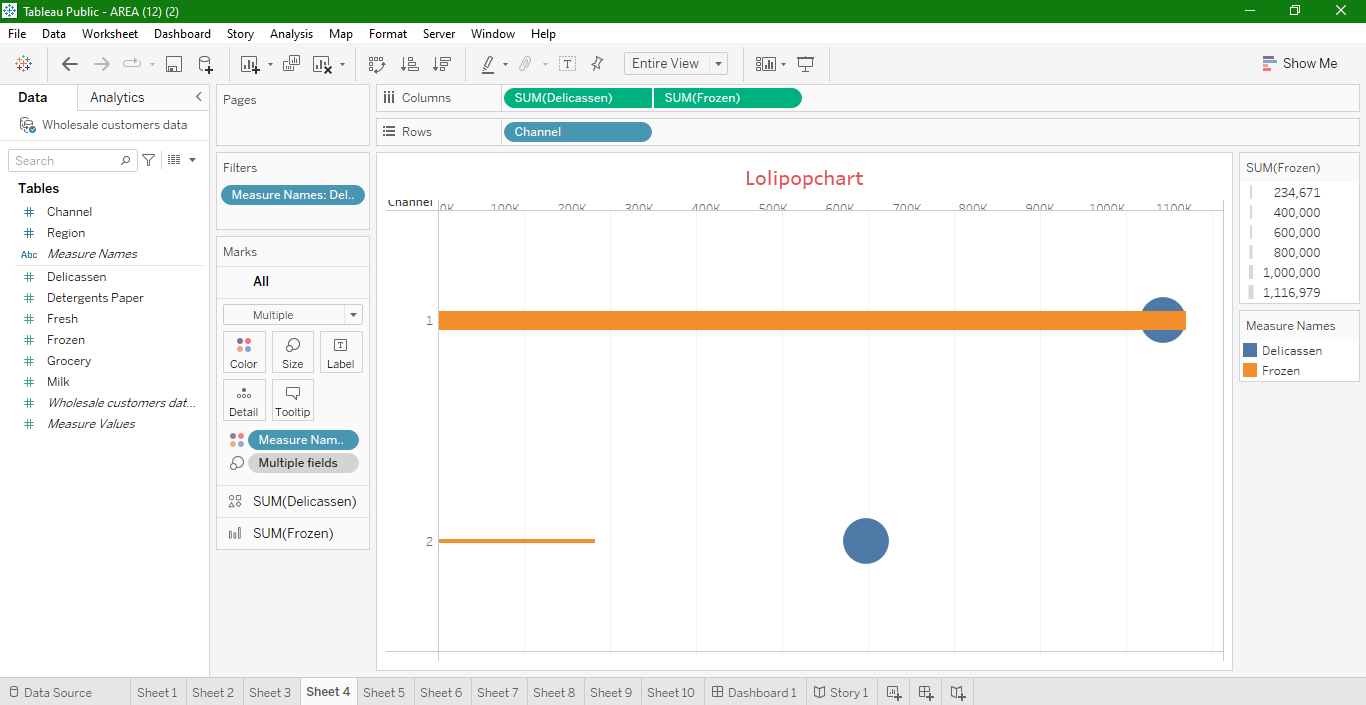 Tableau Public - AREA (12) (2)
File Data Worksheet Dashboard Story Analysis Map Format Server Window Help
Entire View
Show Me
Data Analytics
Wholesale customers data
Search
Tables
Channel
Region
Abc Measure Names
Delicassen
Detergents Paper
Fresh
Frozen
Grocery
Milk
Wholesale customers dat...
Measure Values
Pages
Filters
Measure Names: Del..
Marks
All
Multiple
Color Size Label
Detail Tooltip
Measure Nam..
Multiple fields
SUM(Delicassen)
SUM(Frozen)
Columns SUM(Delicassen) SUM(Frozen)
Rows Channel
Lolipopchart
Channel 0K 100K 200K 300K 400K 500K 600K 700K 800K 900K 1000K 1100K
1
2
SUM(Frozen)
234,671
400,000
600,000
800,000
1,000,000
1,116,979
Measure Names
Delicassen
Frozen
Data Source Sheet 1 Sheet 2 Sheet 3 Sheet 4 Sheet 5 Sheet 6 Sheet 7 Sheet 8 Sheet 9 Sheet 10 Dashboard 1 Story 1